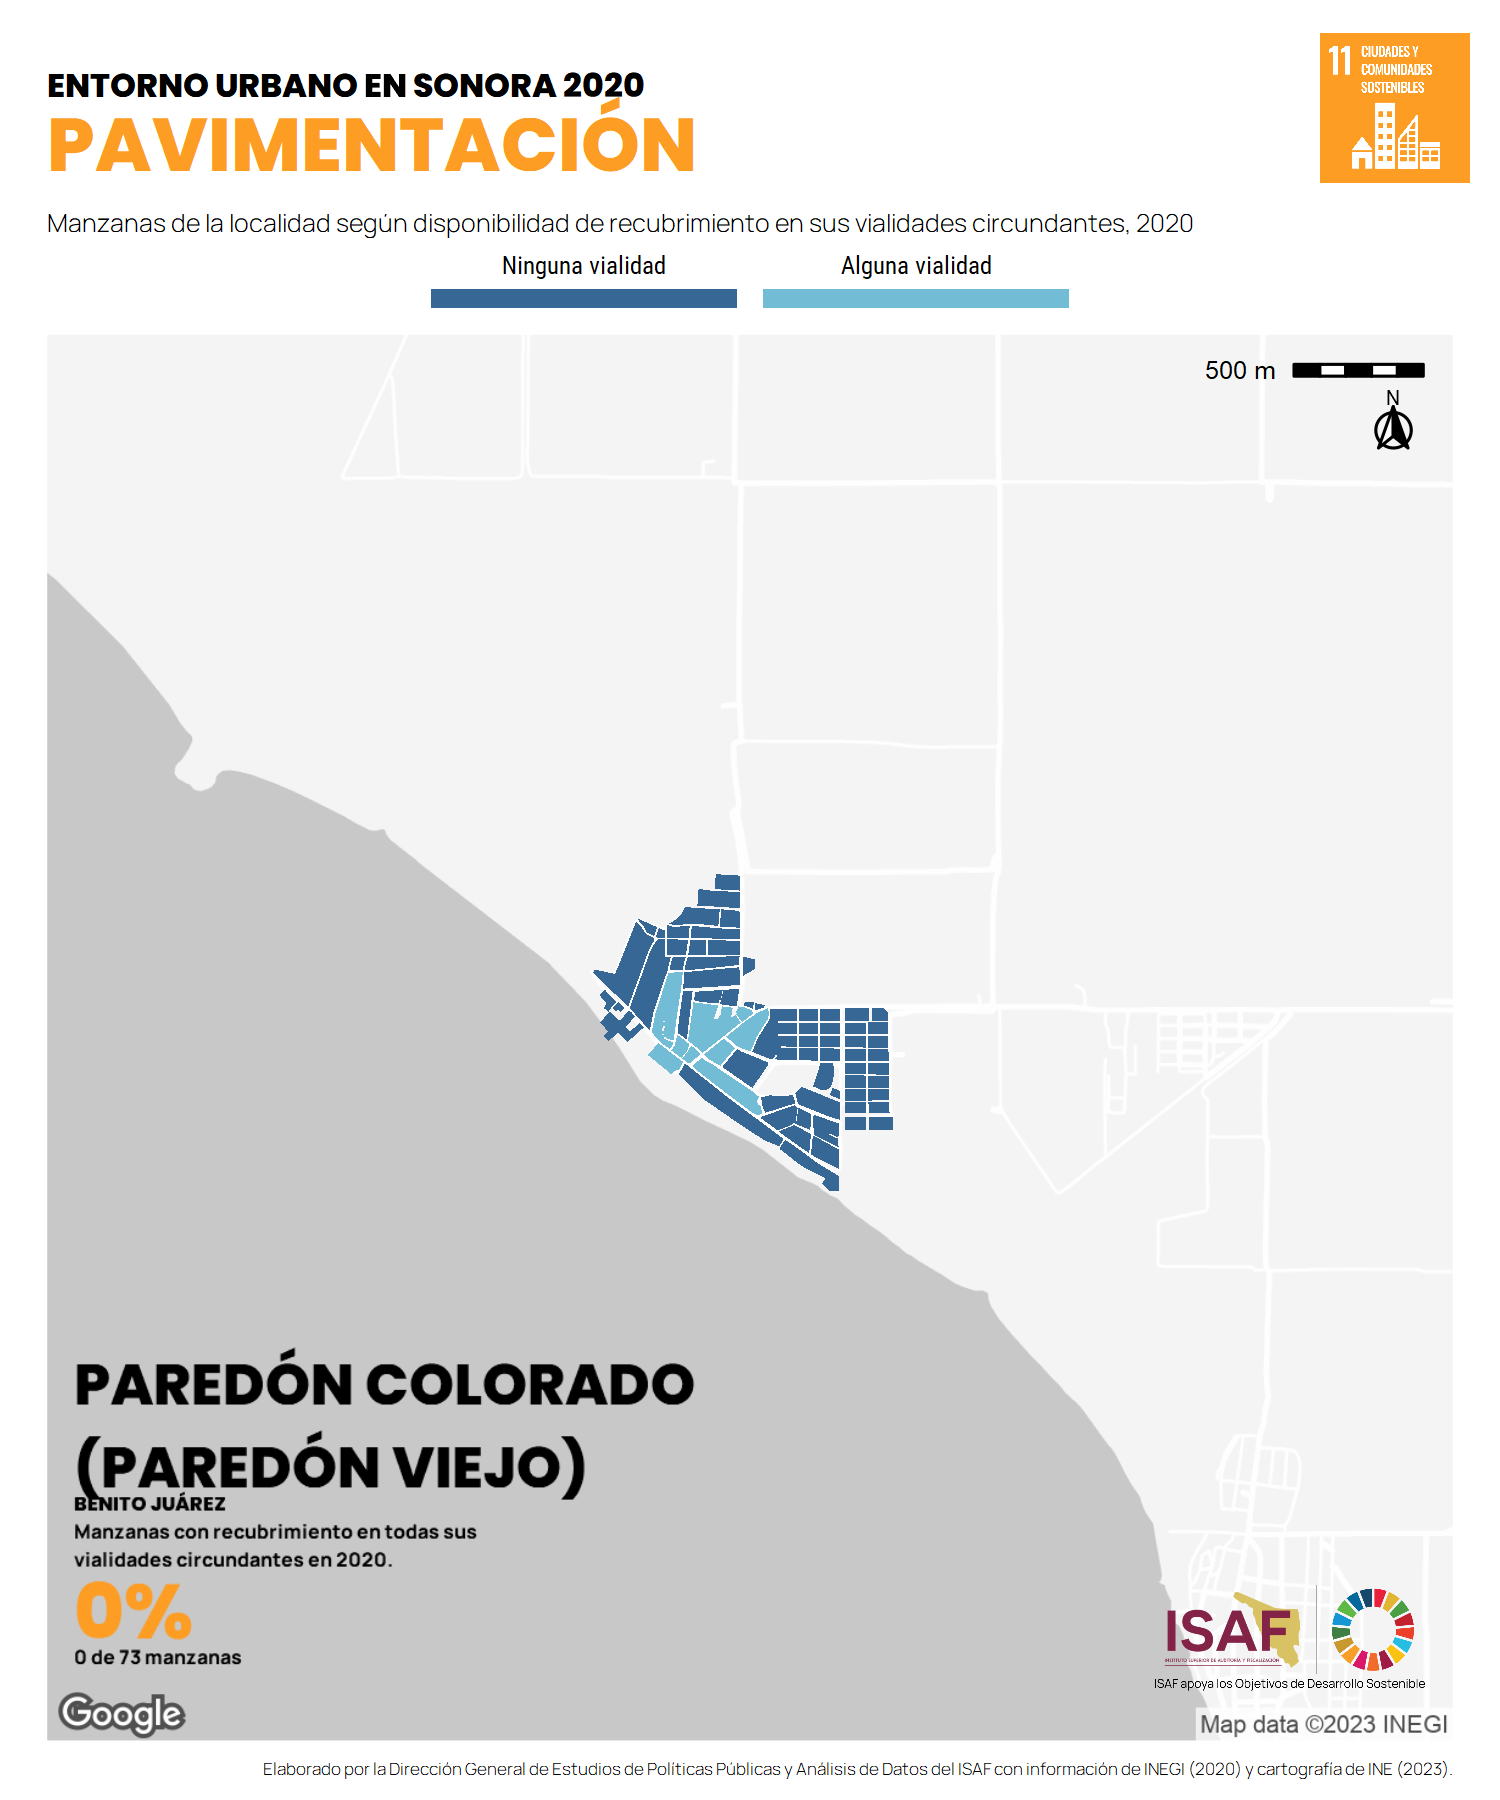 ENTORNO URBANO EN SONORA 2020
PAVIMENTACIÓN
11 CIUDADES Y
COMUNIDADES
SOSTENIBLES
Manzanas de la localidad según disponibilidad de recubrimiento en sus vialidades circundantes, 2020
Ninguna vialidad
Alguna vialidad
500 m
N
PAREDÓN COLORADO
(PAREDÓN VIEJO)
BENITO JUÁREZ
Manzanas con recubrimiento en todas sus
vialidades circundantes en 2020.
0%
0 de 73 manzanas
ISAF
INSTITUTO SUPERIOR DE AUDITORÍA Y FISCALIZACIÓN
ISAF apoya los Objetivos de Desarrollo Sostenible
Google
Map data ©2023 INEGI
Elaborado por la Dirección General de Estudios de Políticas Públicas y Análisis de Datos del ISAF con información de INEGI (2020) y cartografía de INE (2023).